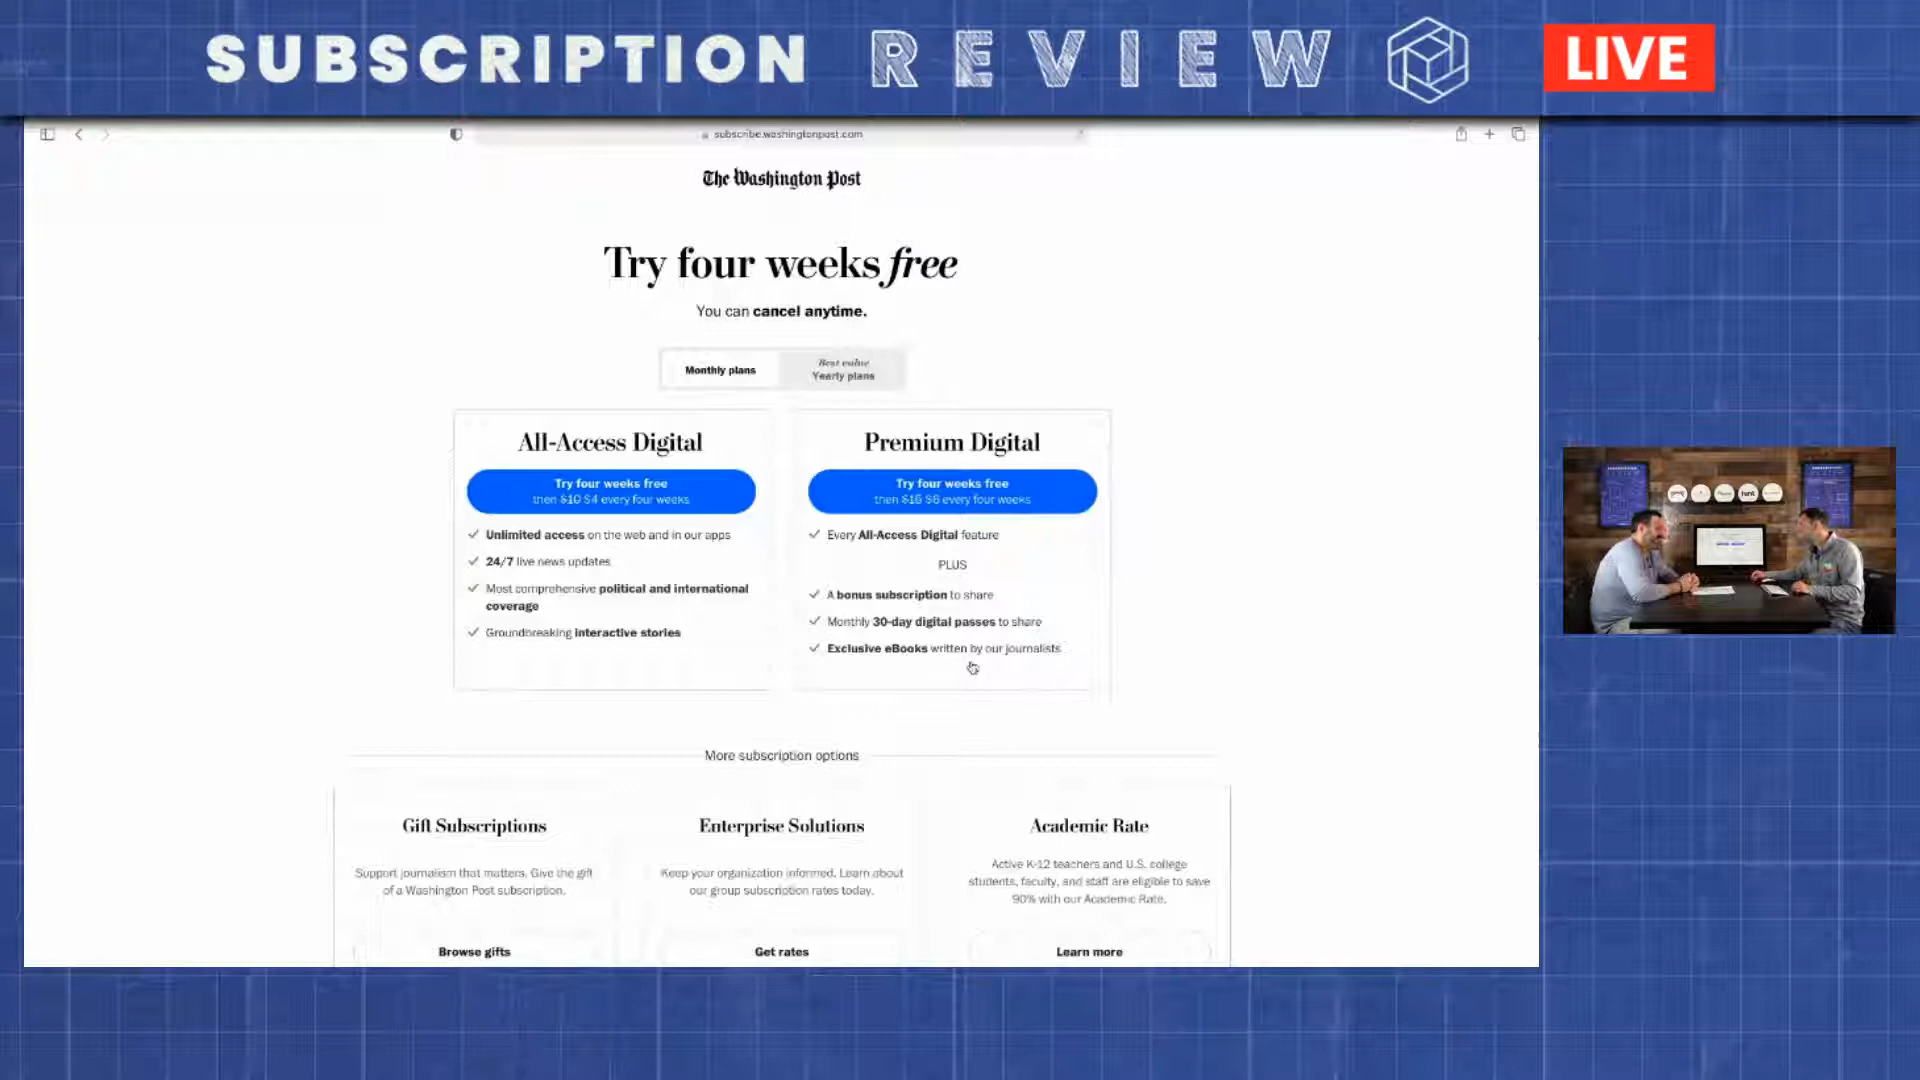 SUBSCRIPTION REVIEW LIVE
subscribe.washingtonpost.com
The Washington Post
Try four weeks free
You can cancel anytime.
Monthly plans
Best value
Yearly plans
All-Access Digital
Try four weeks free
then $10 $4 every four weeks
Unlimited access on the web and in our apps
24/7 live news updates
Most comprehensive political and international
coverage
Groundbreaking interactive stories
Premium Digital
Try four weeks free
then $15 $6 every four weeks
Every All-Access Digital feature
PLUS
A bonus subscription to share
Monthly 30-day digital passes to share
Exclusive eBooks written by our journalists
More subscription options
Gift Subscriptions
Support journalism that matters. Give the gift
of a Washington Post subscription.
Browse gifts
Enterprise Solutions
Keep your organization informed. Learn about
our group subscription rates today.
Get rates
Academic Rate
Active K-12 teachers and U.S. college
students, faculty, and staff are eligible to save
90% with our Academic Rate.
Learn more